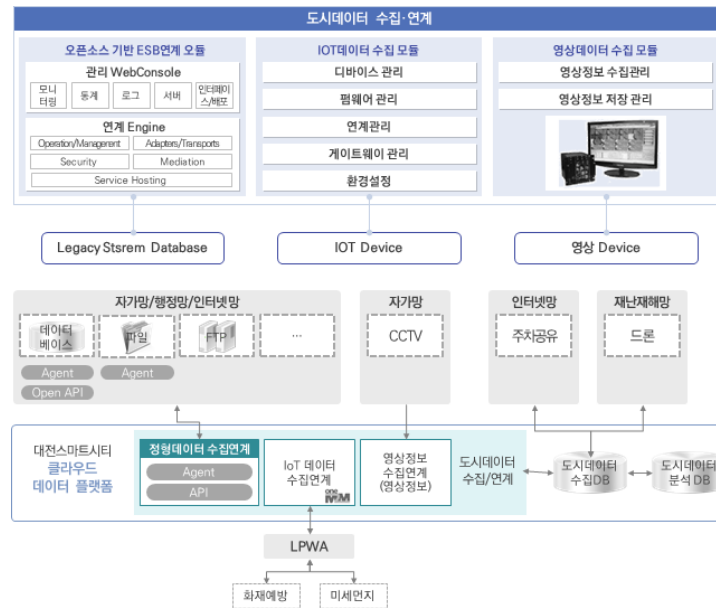 도시데이터 수집·연계
오픈소스 기반 ESB연계 모듈
관리 WebConsole
모니
터링
통계
로그
서버
인터페이
스/배포
연계 Engine
Operation/Management
Adapters/Transports
Security
Mediation
Service Hosting
IOT데이터 수집 모듈
디바이스 관리
펌웨어 관리
연계관리
게이트웨이 관리
환경설정
영상데이터 수집 모듈
영상정보 수집관리
영상정보 저장 관리
Legacy Stsrem Database
IOT Device
영상 Device
자가망/행정망/인터넷망
데이터
베이스
파일
FTP
...
Agent
Agent
Open API
자가망
CCTV
인터넷망
주차공유
재난재해망
드론
대전스마트시티
클라우드
데이터 플랫폼
정형데이터 수집연계
Agent
API
IoT 데이터
수집연계
one
M2M
영상정보
수집연계
(영상정보)
도시데이터
수집/연계
도시데이터
수집DB
도시데이터
분석 DB
LPWA
화재예방
미세먼지